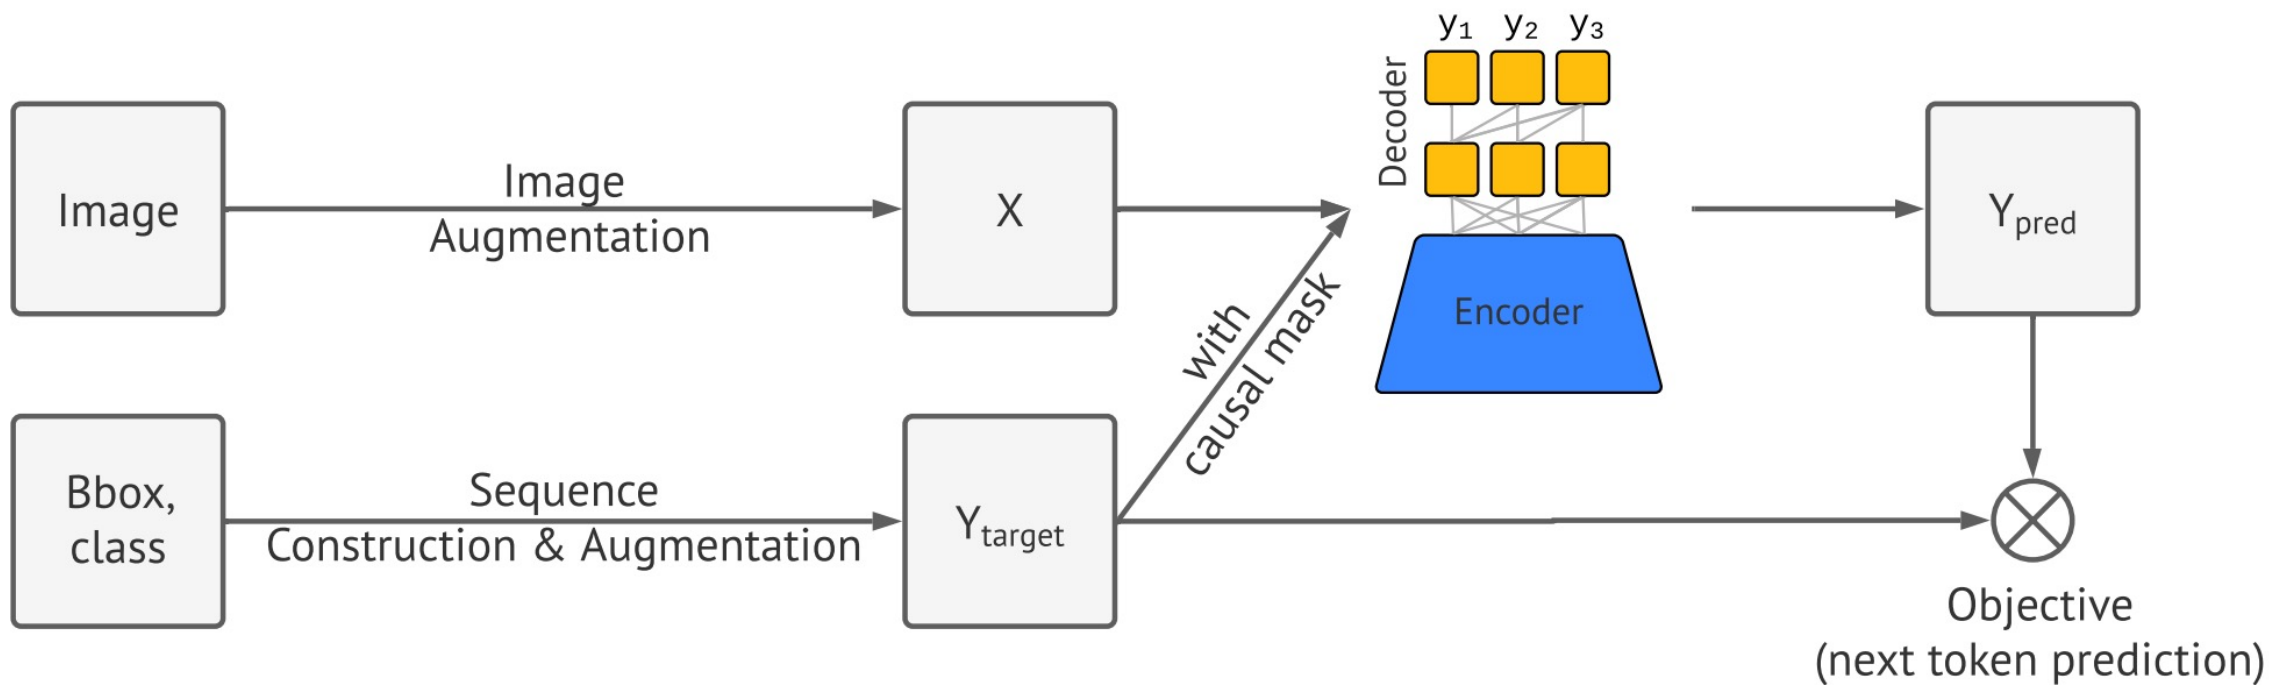 y₁ y₂ y₃
Decoder
Image
Image
Augmentation
X
Encoder
Y_pred
with
causal mask
Bbox,
class
Sequence
Construction & Augmentation
Y_target
Objective
(next token prediction)